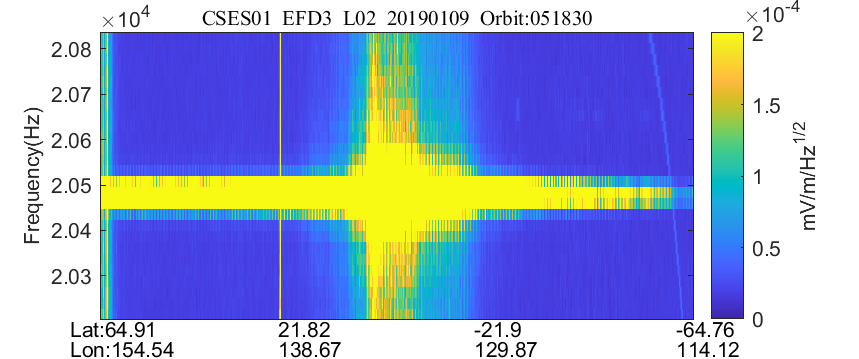 ×10⁴ CSES01 EFD3 L02 20190109 Orbit:051830 ×10⁻⁴
2.08
2.07
2.06
2.05
2.04
2.03
Frequency(Hz)
2
1.5
1
0.5
0
mV/m/Hz^1/2
Lat:64.91 21.82 -21.9 -64.76
Lon:154.54 138.67 129.87 114.12